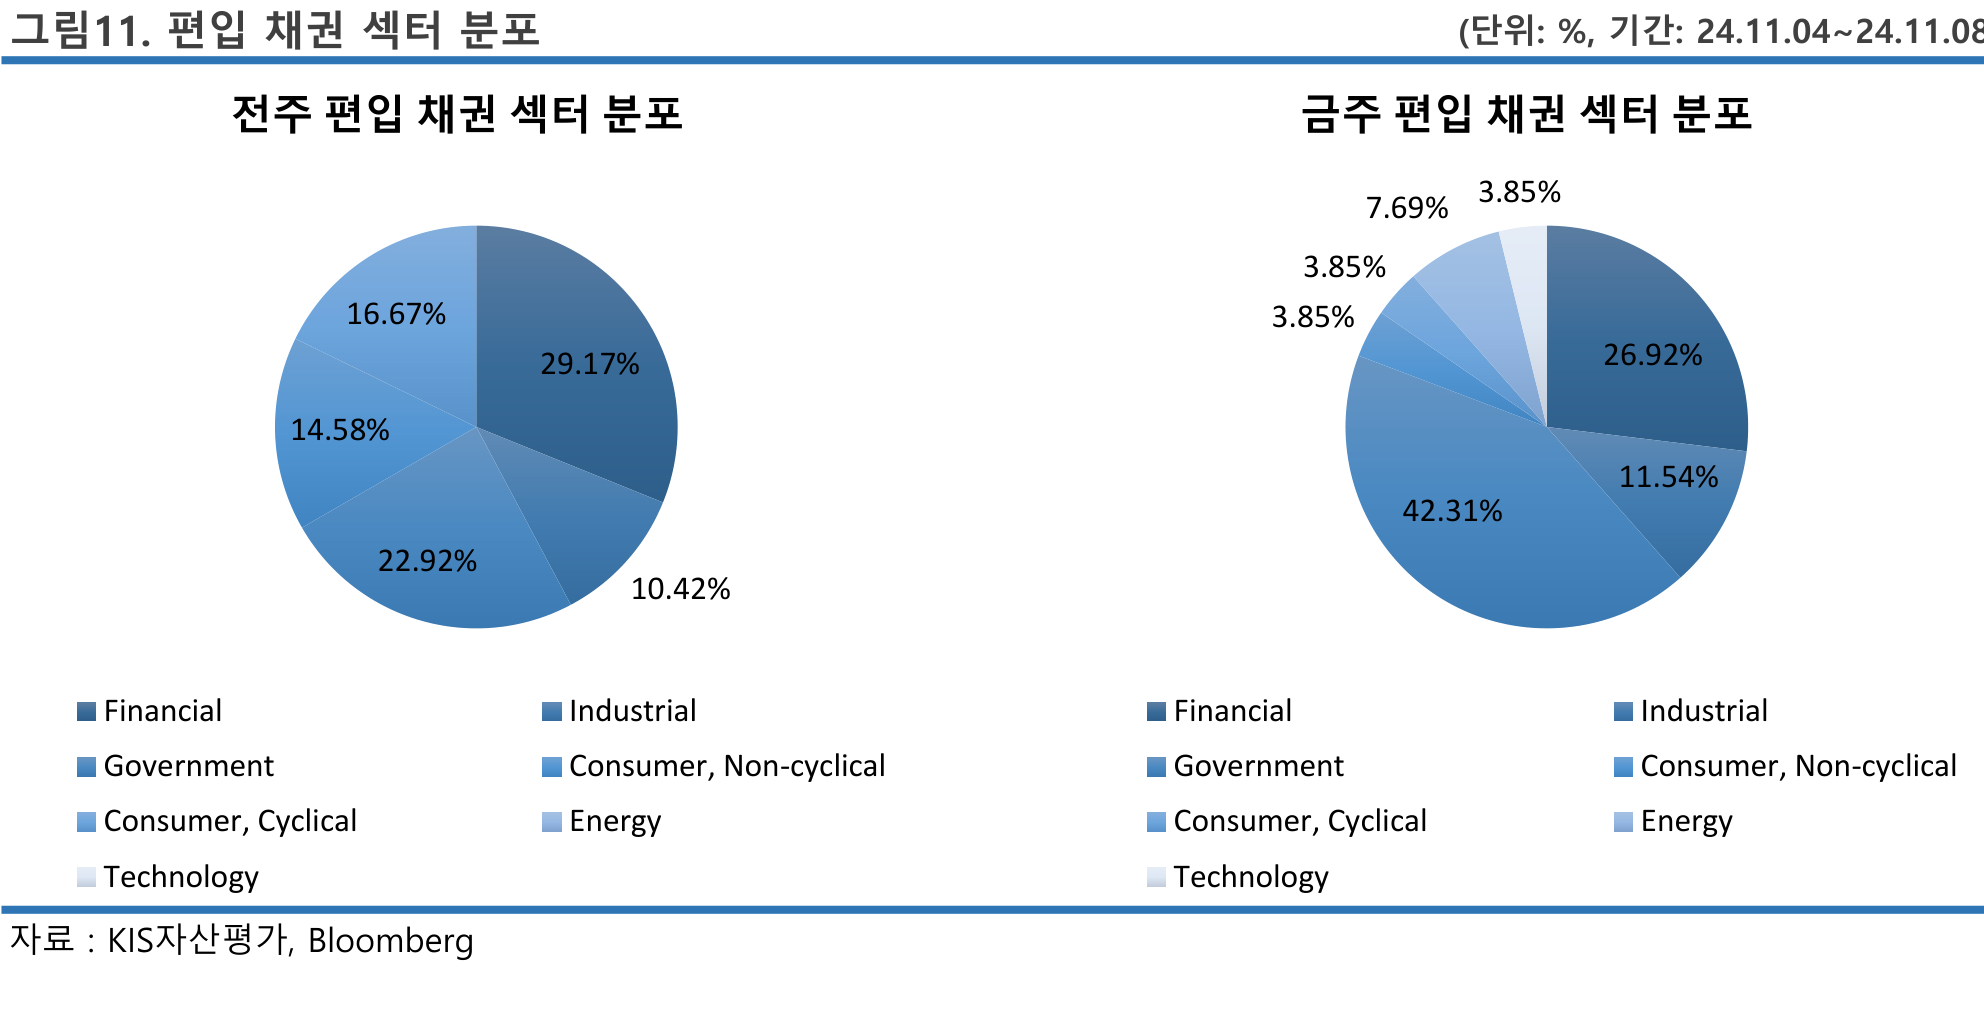 그림11. 편입 채권 섹터 분포
(단위: %, 기간: 24.11.04~24.11.08
전주 편입 채권 섹터 분포
29.17%
10.42%
22.92%
14.58%
16.67%
Financial
Industrial
Government
Consumer, Non-cyclical
Consumer, Cyclical
Energy
Technology
금주 편입 채권 섹터 분포
26.92%
11.54%
42.31%
3.85%
3.85%
7.69%
3.85%
Financial
Industrial
Government
Consumer, Non-cyclical
Consumer, Cyclical
Energy
Technology
자료 : KIS자산평가, Bloomberg